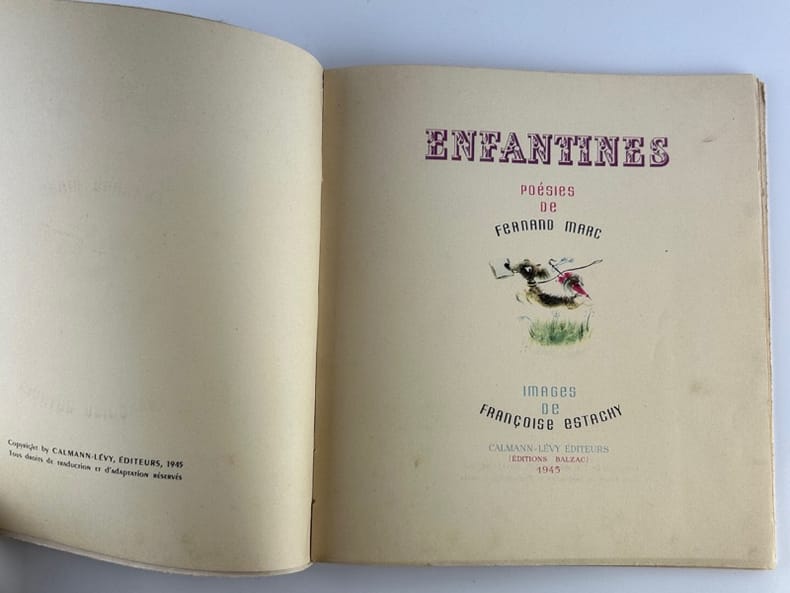 Copyright by CALMANN-LÉVY, ÉDITEURS, 1945
Tous droits de traduction et d'adaptation réservés
ENFANTINES
POÉSIES
DE
FERNAND MARC
IMAGES
DE
FRANÇOISE ESTACHY
CALMANN-LÉVY ÉDITEURS
(ÉDITIONS BALZAC)
1945